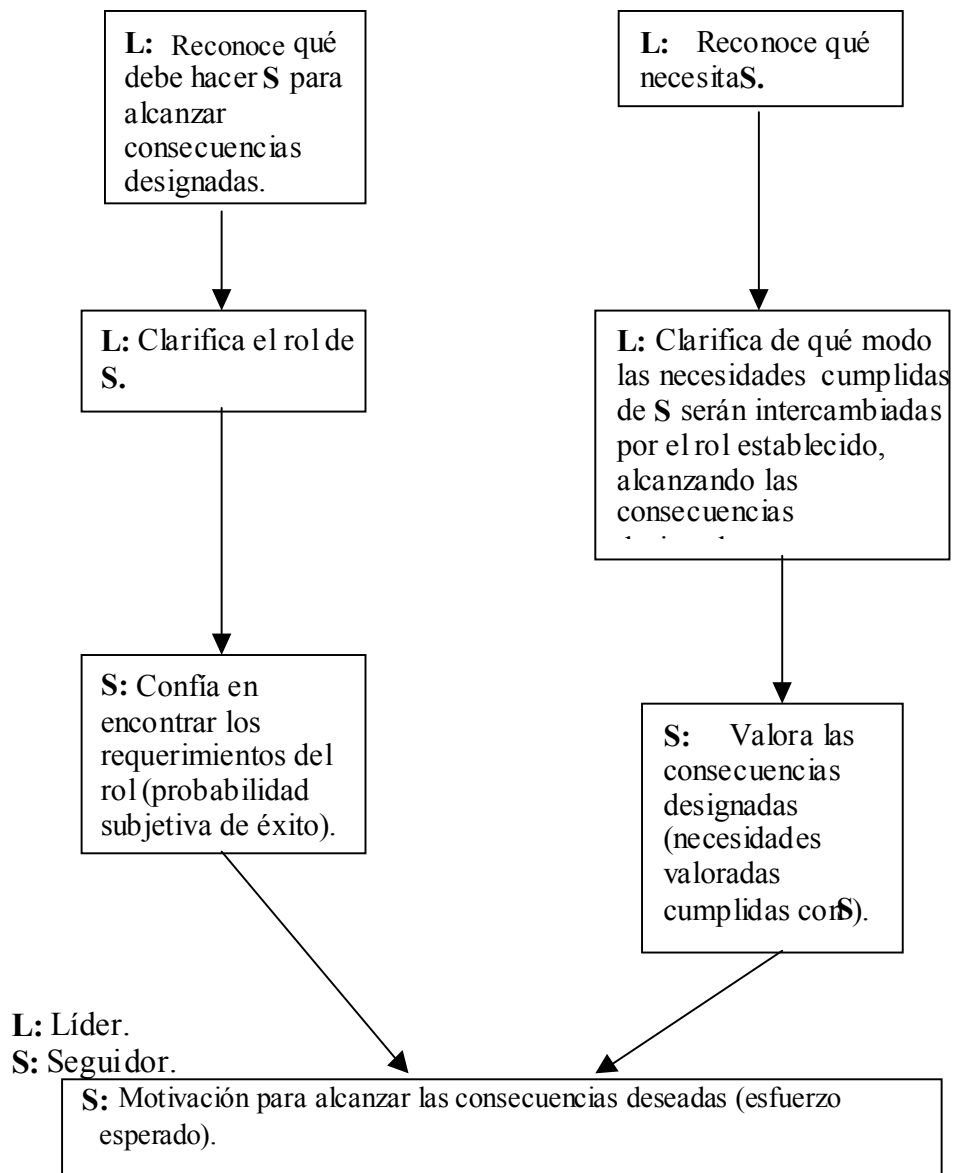 L: Reconoce qué
debe hacer S para
alcanzar
consecuencias
designadas.
L: Reconoce qué
necesitaS.
L: Clarifica el rol de
S.
L: Clarifica de qué modo
las necesidades cumplidas
de S serán intercambiadas
por el rol establecido,
alcanzando las
consecuencias
S: Confía en
encontrar los
requerimientos del
rol (probabilidad
subjetiva de éxito).
S: Valora las
consecuencias
designadas
(necesidades
valoradas
cumplidas con S).
L: Líder.
S: Seguidor.
S: Motivación para alcanzar las consecuencias deseadas (esfuerzo
esperado).